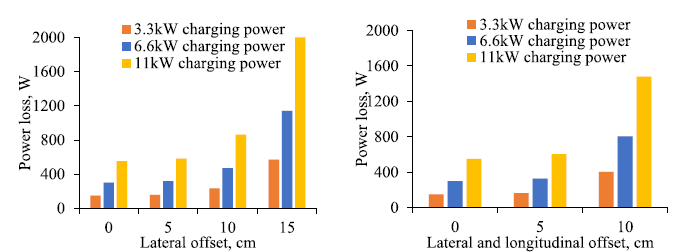 3.3kW charging power
6.6kW charging power
11kW charging power
2000
1600
1200
800
400
0
Power loss, W
0 5 10 15
Lateral offset, cm
3.3kW charging power
6.6kW charging power
11kW charging power
2000
1600
1200
800
400
0
Power loss, W
0 5 10
Lateral and longitudinal offset, cm